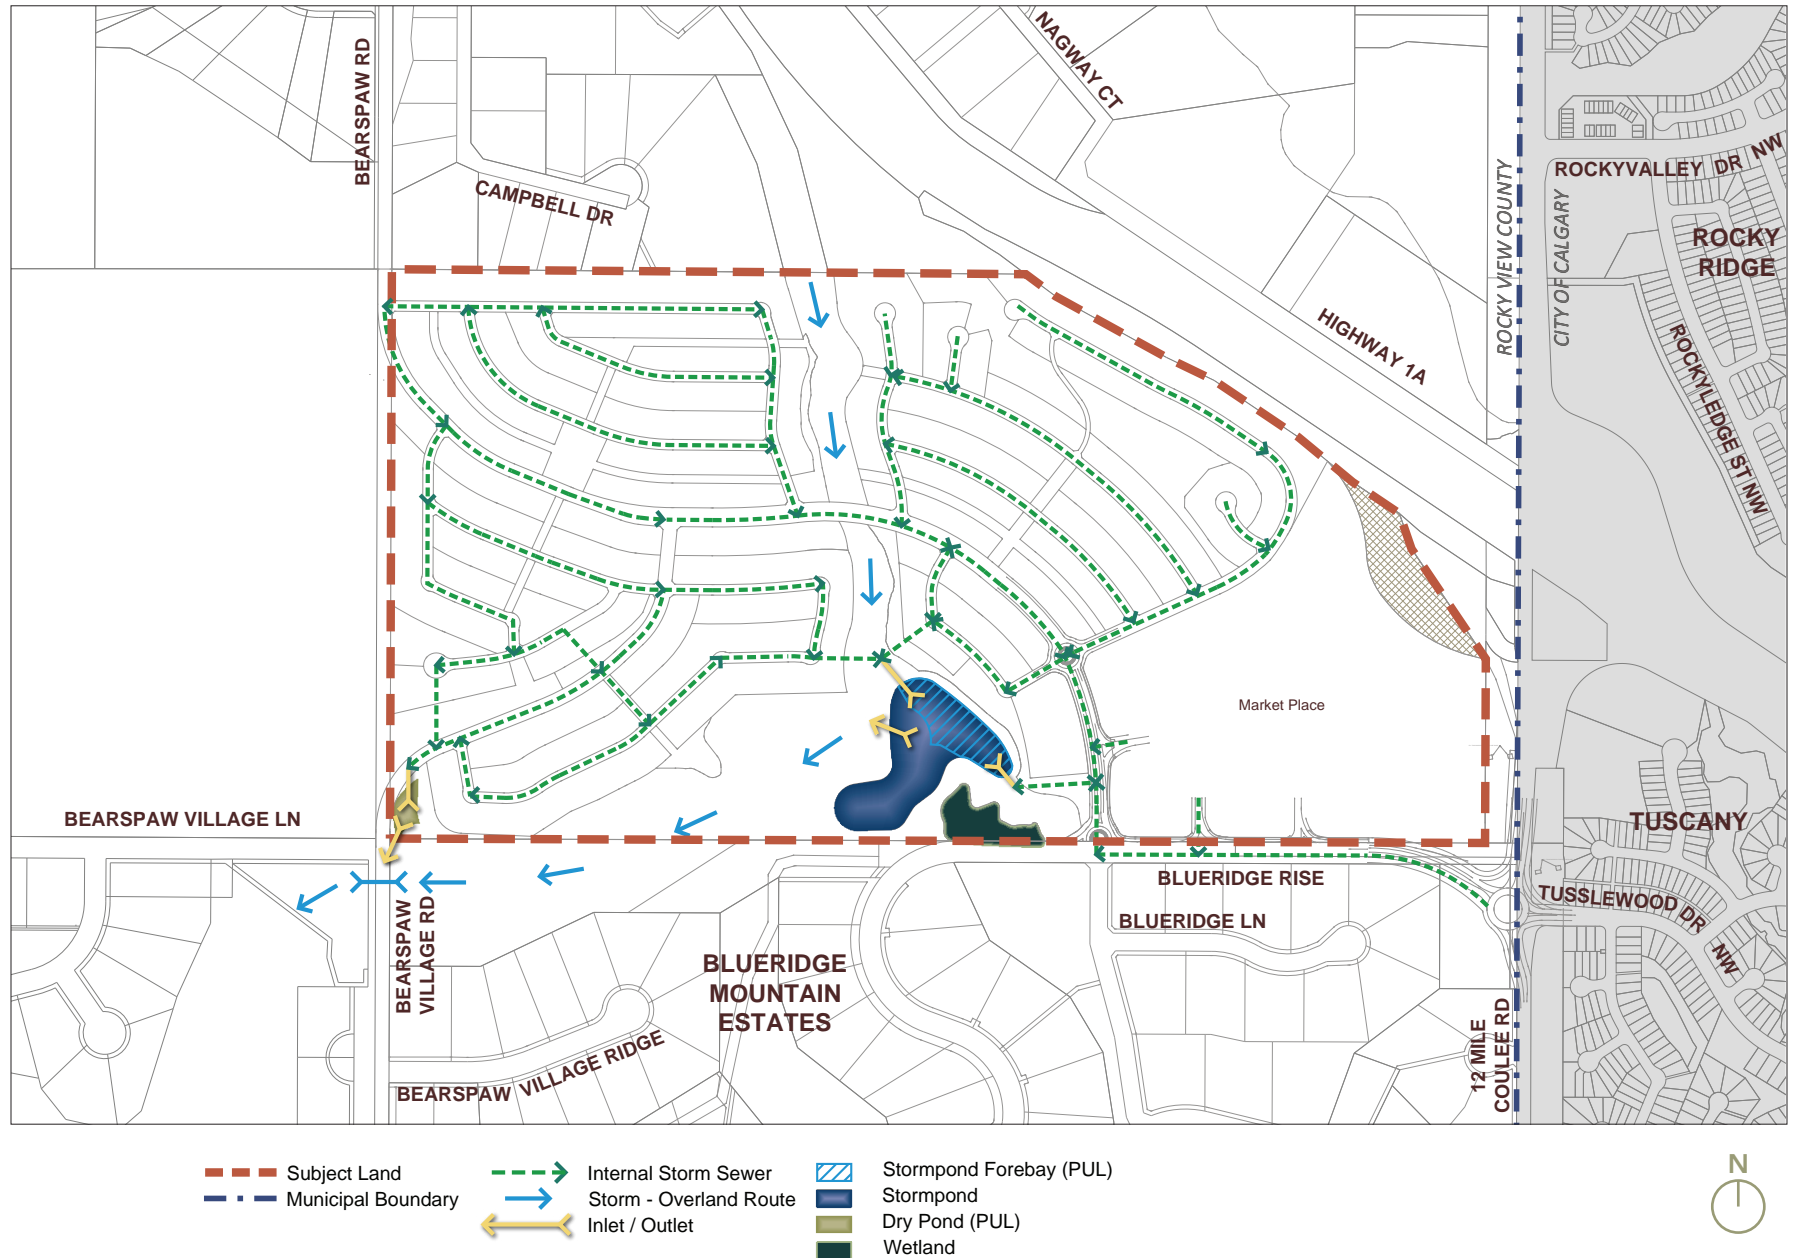 BEARSPAW RD
NAGWAY CT
CAMPBELL DR
ROCKY VIEW COUNTY
CITY OF CALGARY
ROCKYVALLEY DR NW
ROCKY
RIDGE
HIGHWAY 1A
ROCKYLEDGE ST NW
Market Place
BEARSPAW VILLAGE LN
TUSCANY
BLUERIDGE RISE
TUSSLEWOOD DR NW
BLUERIDGE LN
BEARSPAW
VILLAGE RD
BLUERIDGE
MOUNTAIN
ESTATES
12 MILE
COULEE RD
BEARSPAW VILLAGE RIDGE
Subject Land
Municipal Boundary
Internal Storm Sewer
Storm - Overland Route
Inlet / Outlet
Stormpond Forebay (PUL)
Stormpond
Dry Pond (PUL)
Wetland
N